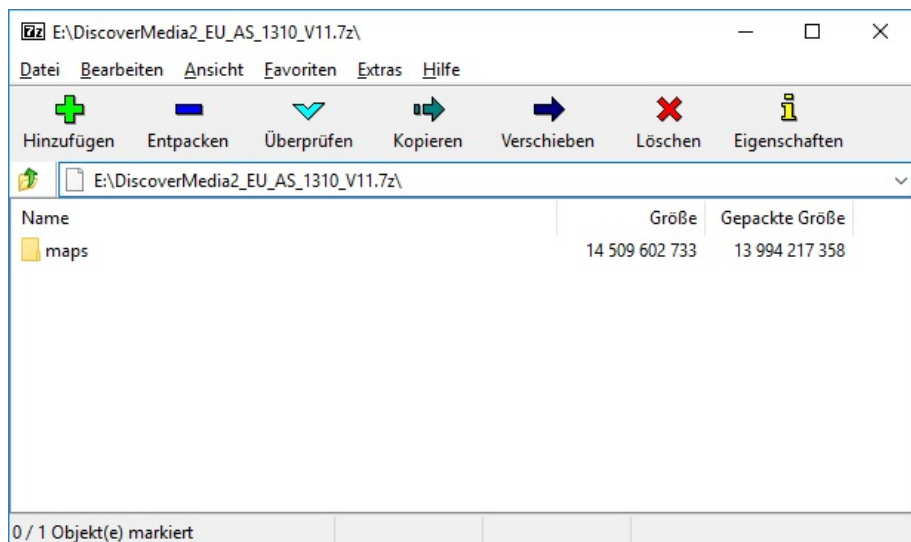 7z E:\DiscoverMedia2_EU_AS_1310_V11.7z\
Datei Bearbeiten Ansicht Favoriten Extras Hilfe
Hinzufügen Entpacken Überprüfen Kopieren Verschieben Löschen Eigenschaften
E:\DiscoverMedia2_EU_AS_1310_V11.7z\
Name Größe Gepackte Größe
maps 14 509 602 733 13 994 217 358
0 / 1 Objekt(e) markiert